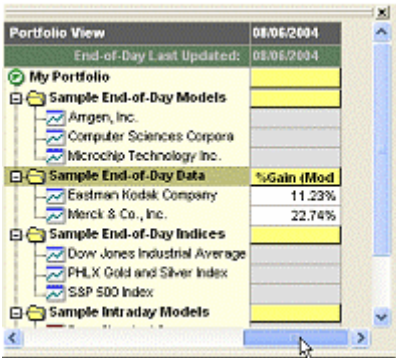 Portfolio View 08/06/2004
End-of-Day Last Updated: 08/06/2004
My Portfolio
Sample End-of-Day Models
Amgen, Inc.
Computer Sciences Corpora
Microchip Technology Inc.
Sample End-of-Day Data %Gain (Mod
Eastman Kodak Company 11.23%
Merck & Co., Inc. 22.74%
Sample End-of-Day Indices
Dow Jones Industrial Average
PHLX Gold and Silver Index
S&P 500 Index
Sample Intraday Models